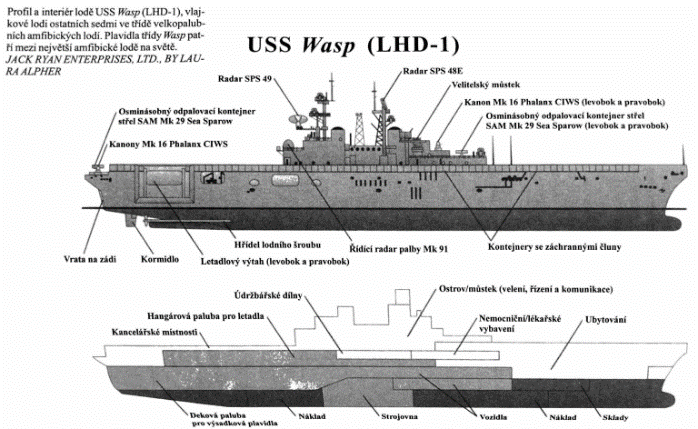 Profil a interiér lodě USS Wasp (LHD-1), vlaj-
kové lodi ostatních sedmi ve třídě velkopalub-
ních amfibických lodí. Plavidla třídy Wasp pat-
ří mezi největší amfibické lodě na světě.
JACK RYAN ENTERPRISES, LTD., BY LAU-
RA ALPHER
USS Wasp (LHD-1)
Radar SPS 49
Radar SPS 48E
Velitelský můstek
Kanon Mk 16 Phalanx CIWS (levobok a pravobok)
Osminásobný odpalovací kontejner
střel SAM Mk 29 Sea Sparow
Osminásobný odpalovací kontejner střel
SAM Mk 29 Sea Sparow (levobok a pravobok)
Kanony Mk 16 Phalanx CIWS
Hřídel lodního šroubu
Řídící radar palby Mk 91
Kontejnery se záchrannými čluny
Vrata na zádi
Kormidlo
Letadlový výtah (levobok a pravobok)
Údržbářské dílny
Ostrov/můstek (velení, řízení a komunikace)
Hangárová paluba pro letadla
Nemocniční/lékařské
vybavení
Ubytování
Kancelářské místnosti
Deková paluba
pro výsadková plavidla
Náklad
Strojovna
Vozidla
Náklad
Sklady